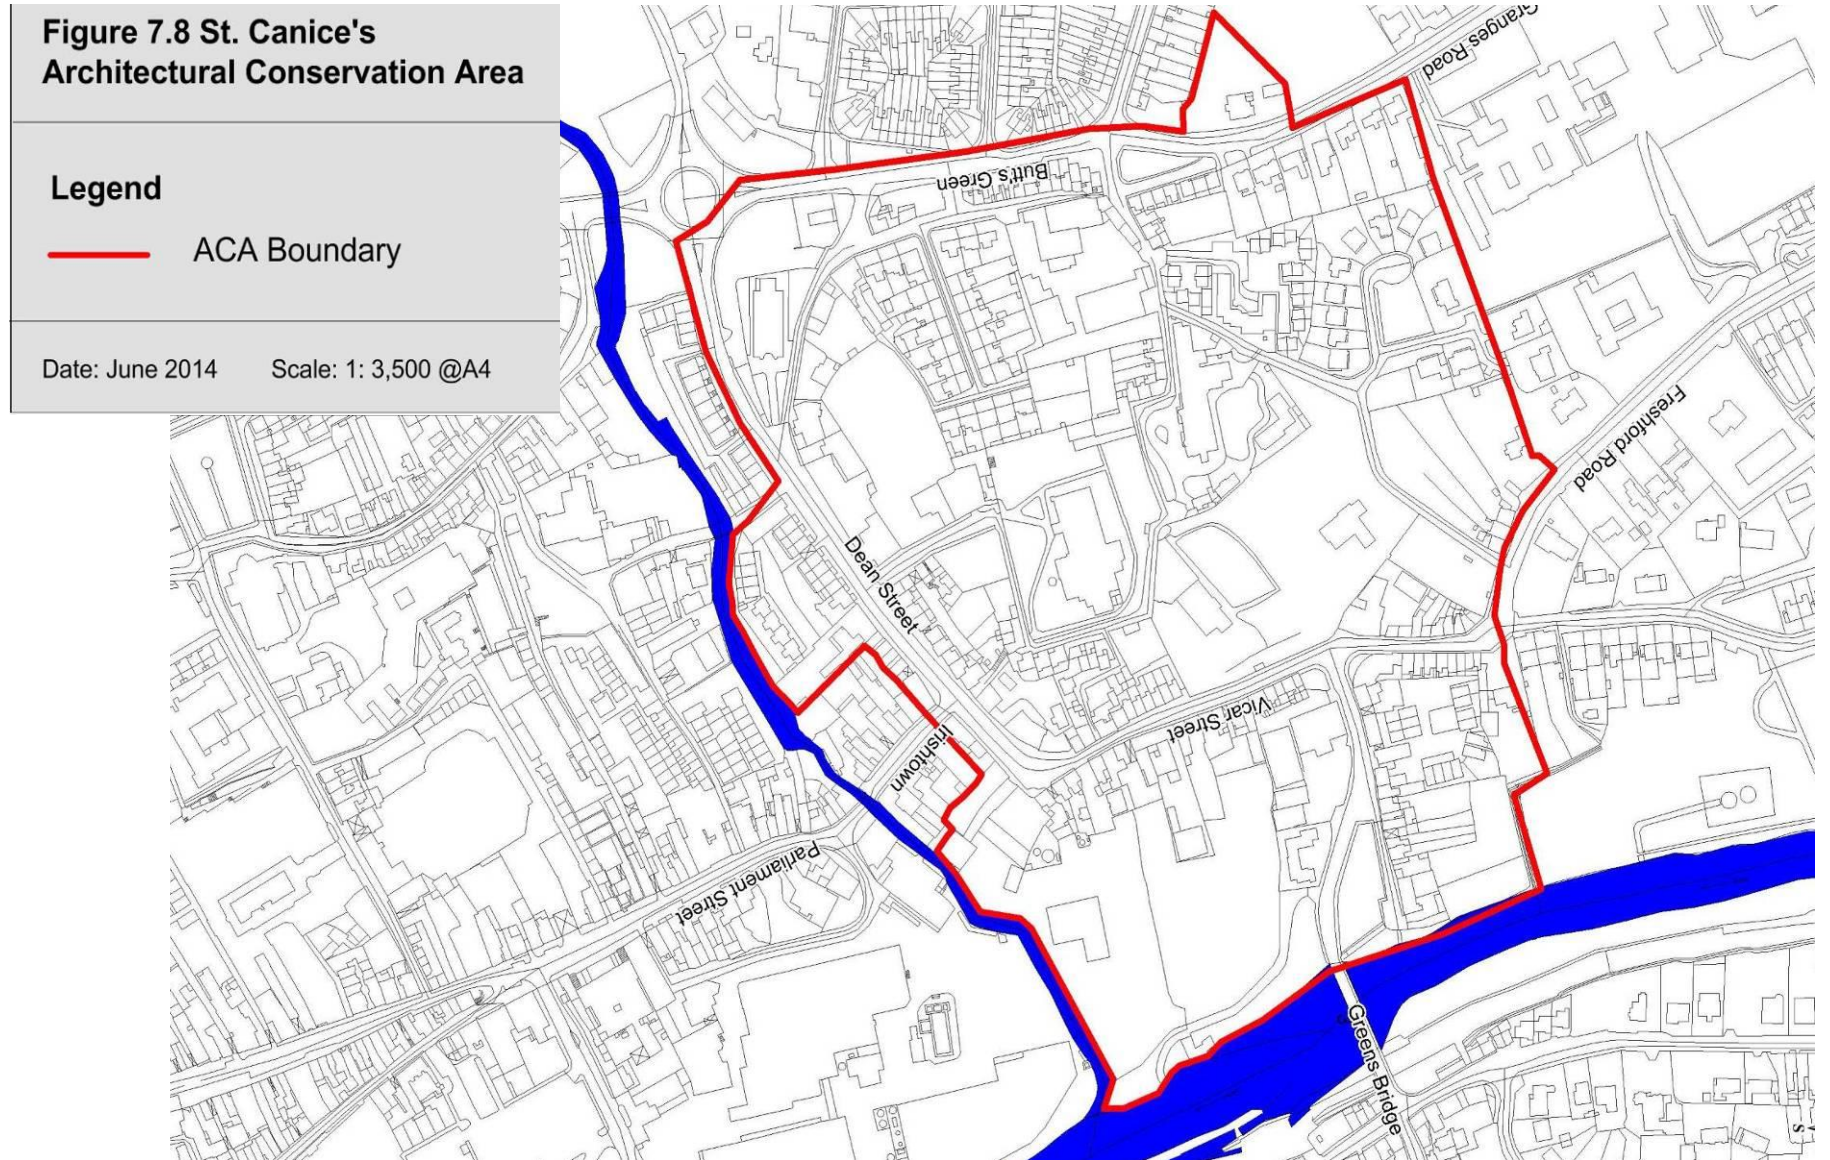 Figure 7.8 St. Canice's
Architectural Conservation Area
Legend
ACA Boundary
Date: June 2014 Scale: 1: 3,500 @A4
Granges Road
Butt's Green
Freshford Road
Dean Street
Vicar Street
Irishtown
Parliament Street
Greens Bridge
s